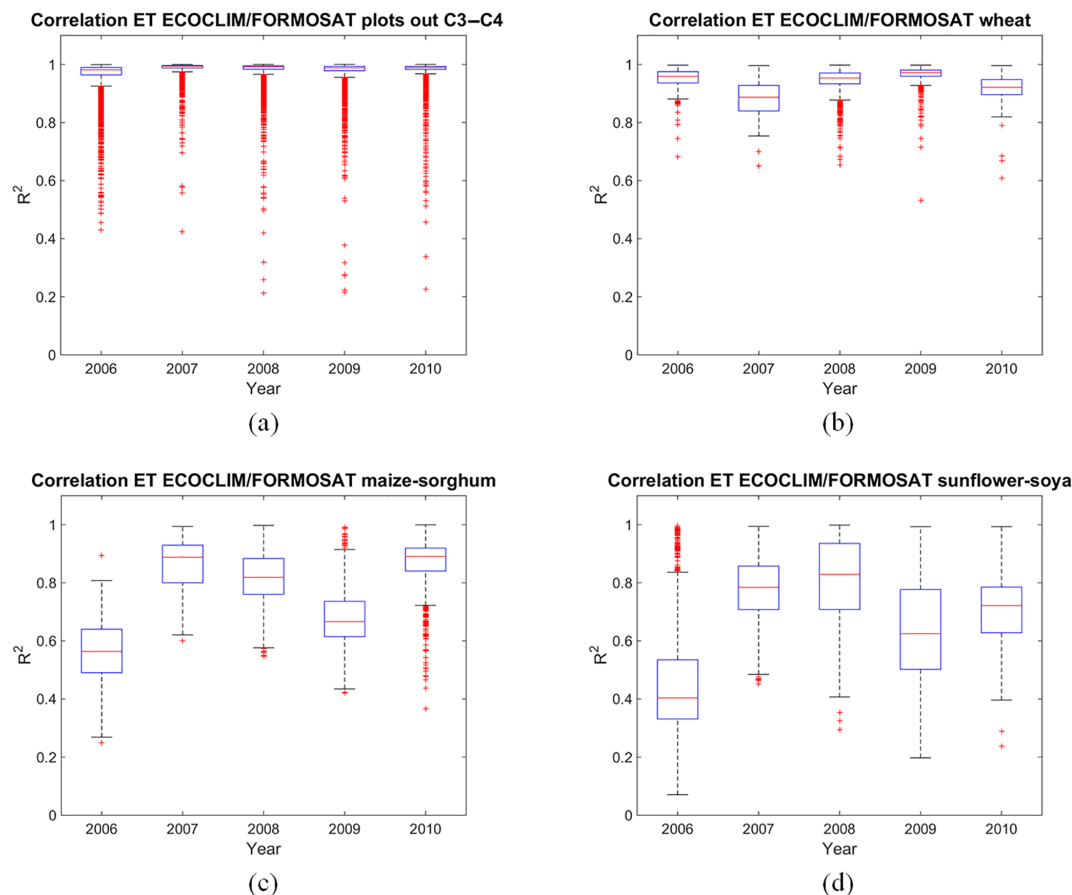 Correlation ET ECOCLIM/FORMOSAT plots out C3–C4
1
0.8
0.6
0.4
0.2
0
R²
2006 2007 2008 2009 2010
Year
(a)
Correlation ET ECOCLIM/FORMOSAT wheat
1
0.8
0.6
0.4
0.2
0
R²
2006 2007 2008 2009 2010
Year
(b)
Correlation ET ECOCLIM/FORMOSAT maize-sorghum
1
0.8
0.6
0.4
0.2
0
R²
2006 2007 2008 2009 2010
Year
(c)
Correlation ET ECOCLIM/FORMOSAT sunflower-soya
1
0.8
0.6
0.4
0.2
0
R²
2006 2007 2008 2009 2010
Year
(d)